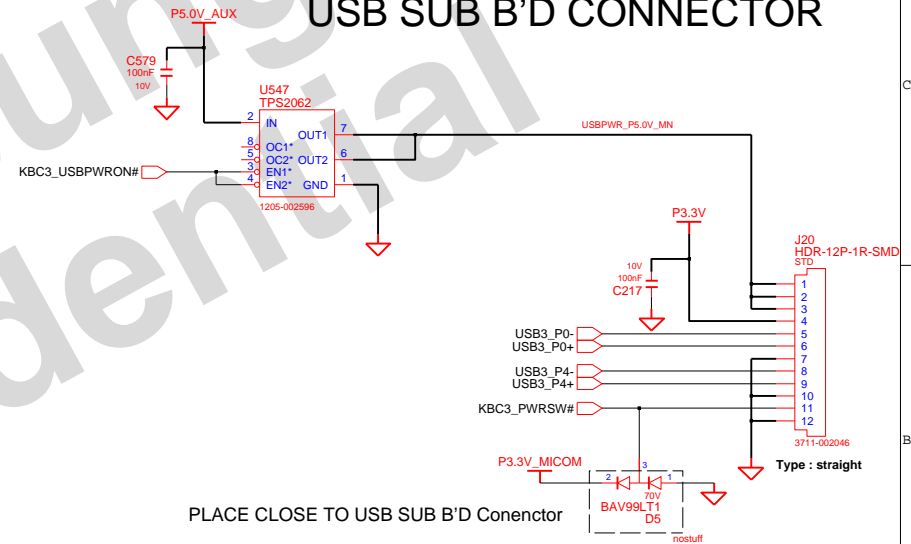 USB SUB B'D CONNECTOR
P5.0V_AUX
C579
100nF
10V
U547
TPS2062
2 IN
OUT1 7
8 OC1*
5 OC2* OUT2 6
3 EN1*
4 EN2* GND 1
1205-002596
KBC3_USBPWRON#
USBPWR_P5.0V_MN
C
P3.3V
10V
100nF
C217
J20
HDR-12P-1R-SMD
STD
1
2
3
4
USB3_P0- 5
USB3_P0+ 6
7
USB3_P4- 8
USB3_P4+ 9
10
KBC3_PWRSW# 11
12
3711-002046
B
Type : straight
P3.3V_MICOM
3
2 1
70V
BAV99LT1
D5
nostuff
PLACE CLOSE TO USB SUB B'D Conenctor
dential